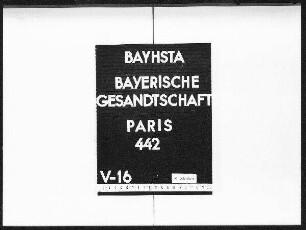 BAYHSTA
BAYERISCHE
GESANDTSCHAFT
PARIS
442
V-16